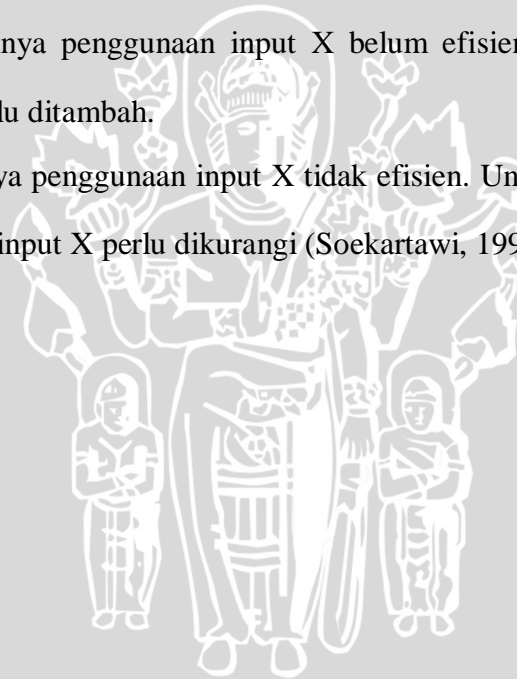 nya penggunaan input X belum efisien
lu ditambah.
ya penggunaan input X tidak efisien. Un
input X perlu dikurangi (Soekartawi, 199